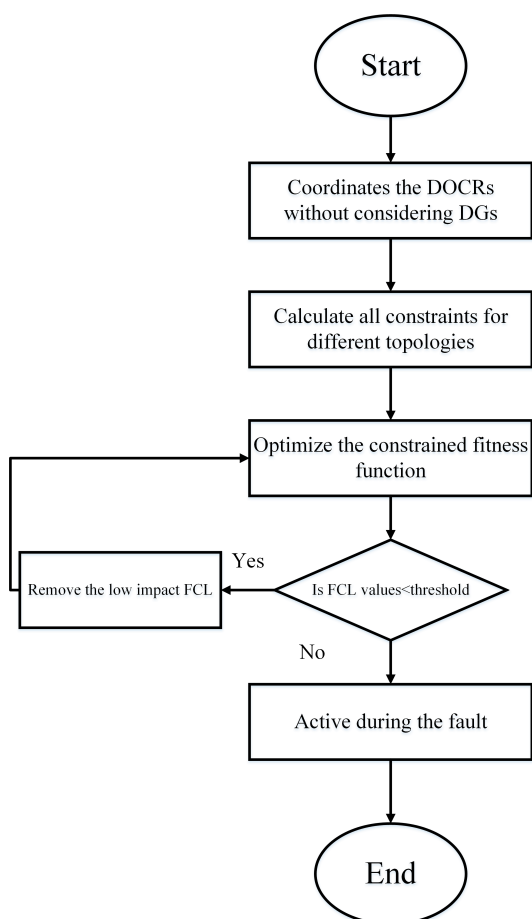 Start
Coordinates the DOCRs
without considering DGs
Calculate all constraints for
different topologies
Optimize the constrained fitness
function
Yes
Remove the low impact FCL
Is FCL values<threshold
No
Active during the fault
End